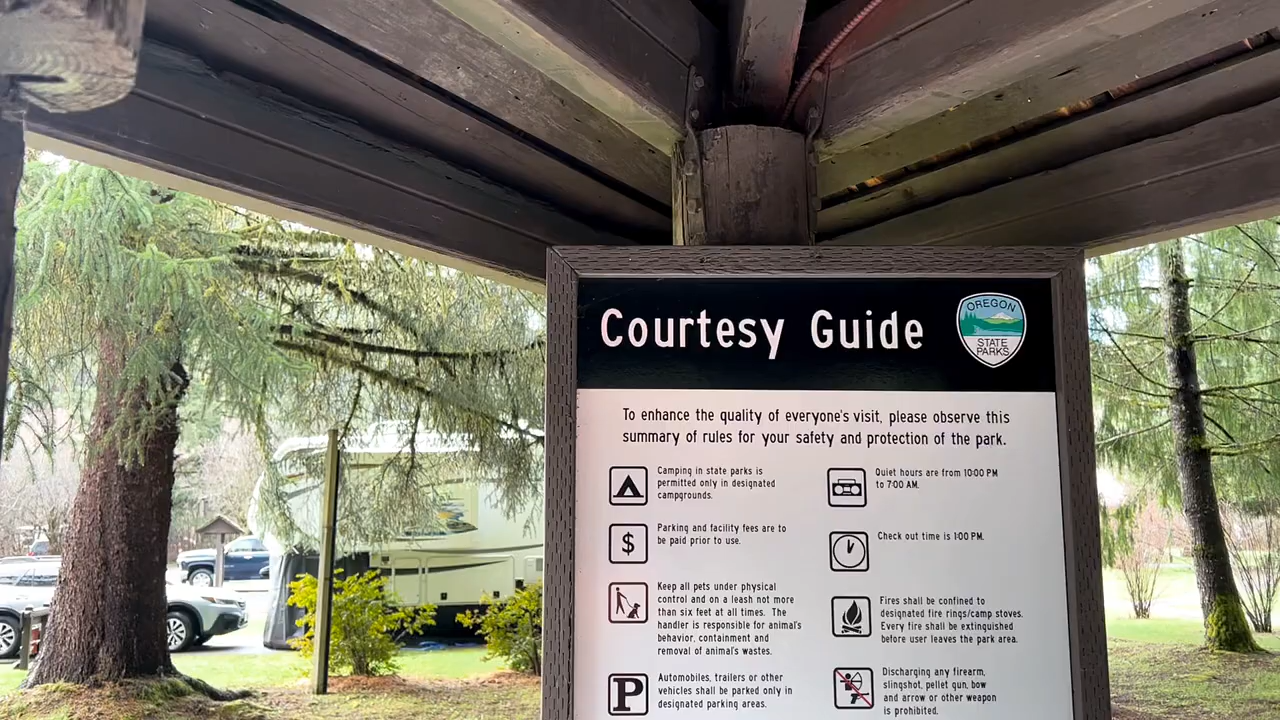 Courtesy Guide
OREGON
STATE
PARKS
To enhance the quality of everyone's visit, please observe this
summary of rules for your safety and protection of the park.
Camping in state parks is
permitted only in designated
campgrounds.
$
Parking and facility fees are to
be paid prior to use.
Keep all pets under physical
control and on a leash not more
than six feet at all times. The
handler is responsible for animal's
behavior, containment and
removal of animal's wastes.
P
Automobiles, trailers or other
vehicles shall be parked only in
designated parking areas.
Quiet hours are from 10:00 PM
to 7:00 AM.
Check out time is 1:00 PM.
Fires shall be confined to
designated fire rings/camp stoves.
Every fire shall be extinguished
before user leaves the park area.
Discharging any firearm,
slingshot, pellet gun, bow
and arrow or other weapon
is prohibited.